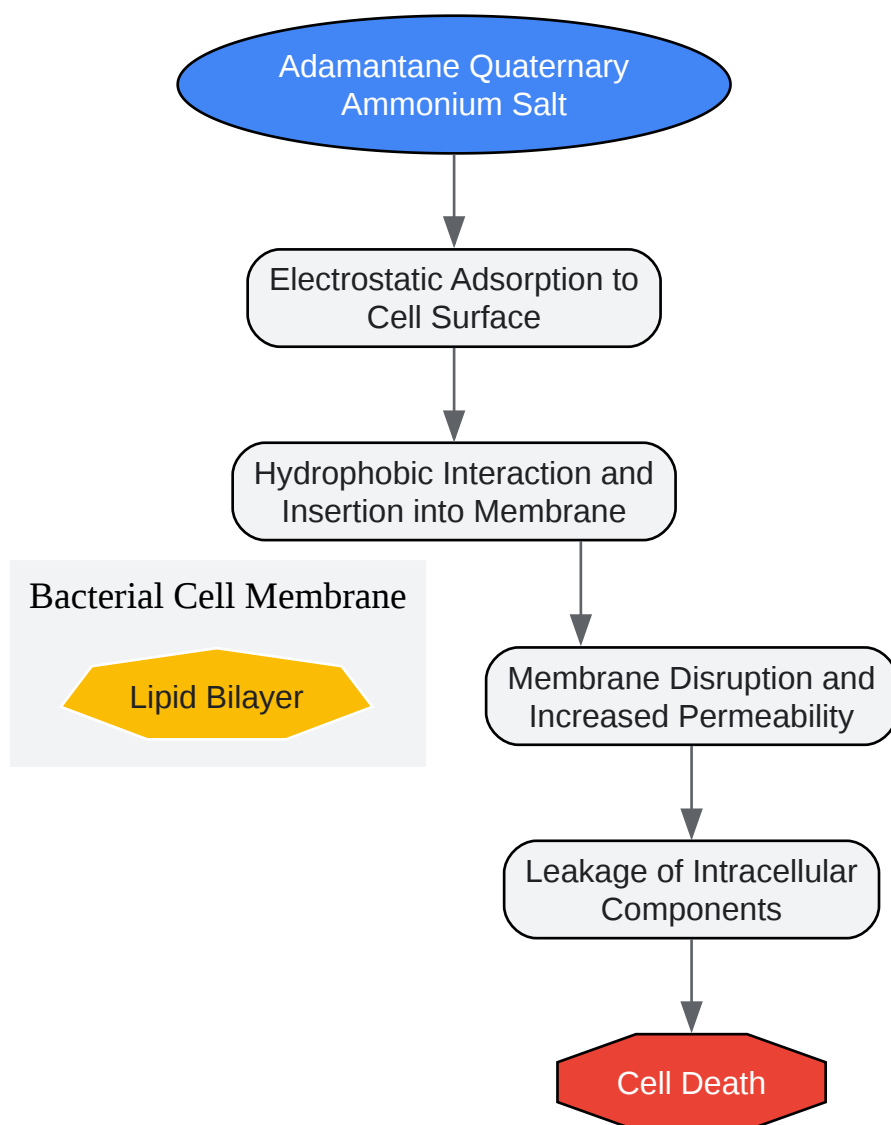 Adamantane Quaternary
Ammonium Salt
Electrostatic Adsorption to
Cell Surface
Hydrophobic Interaction and
Insertion into Membrane
Bacterial Cell Membrane
Lipid Bilayer
Membrane Disruption and
Increased Permeability
Leakage of Intracellular
Components
Cell Death